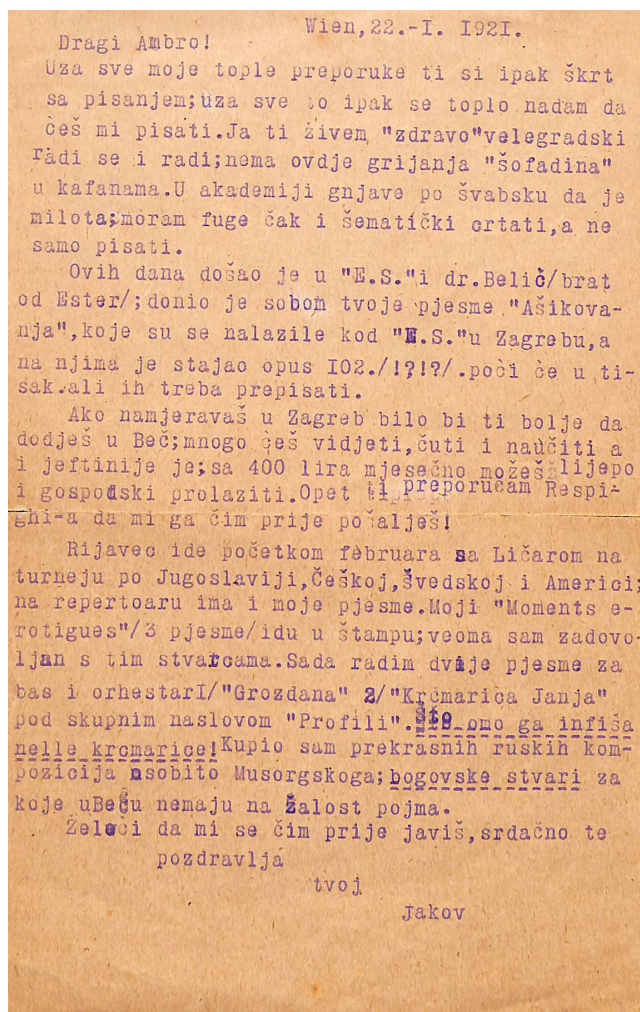 Wien,22.-I. I92I.
Dragi Ambro!
Uza sve moje tople preporuke ti si ipak škrt
sa pisanjem;uza sve to ipak se toplo nadam da
ćeš mi pisati.Ja ti živem "zdravo"velegradski
radi se i radi;nema ovdje grijanja "šofadina"
u kafanama.U akademiji gnjave po švabsku da je
milota;moram fuge čak i šematički crtati,a ne
samo pisati.
Ovih dana došao je u "E.S."i dr.Belič/brat
od Ester/;donio je sobom tvoje pjesme "Ašikova-
nja",koje su se nalazile kod "E.S."u Zagrebu,a
na njima je stajao opus I02./!?!?/.poći će u ti-
sak.ali ih treba prepisati.
Ako namjeravaš u Zagreb bilo bi ti bolje da
dodješ u Beč;mnogo ćeš vidjeti,čuti i naučiti a
i jeftinije je;sa 400 lira mjesečno možeš lijepo
i gospodski prolaziti.Opet ti preporučam Respi-
ghi-a da mi ga čim prije pošalješ!
Rijavec ide početkom februara sa Ličarom na
turneju po Jugoslaviji,Češkoj,švedskoj i Americi;
na repertoaru ima i moje pjesme.Moji "Moments e-
rotigues"/3 pjesme/idu u štampu;veoma sam zadovo-
ljan s tim stvarcama.Sada radim dvije pjesme za
bas i orhestarI/"Grozdana" 2/"Krčmarica Janja"
pod skupnim naslovom "Profili".Što omo ga infiša
nelle krcmarice!Kupio sam prekrasnih ruskih kom-
pozicija osobito Musorgskoga;bogovske stvari za
koje uBeču nemaju na žalost pojma.
Želeći da mi se čim prije javiš,srdačno te
pozdravlja
tvoj
Jakov